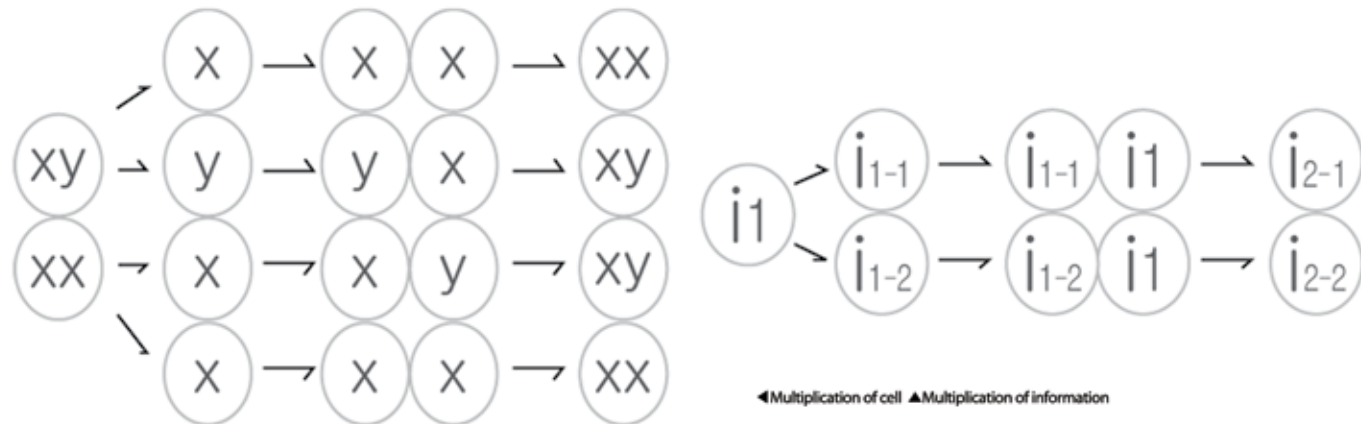 x x x xx
xy y y x xy
xx x x y xy
x x x xx
i1 i1-1 i1-1 i1 i2-1
i1-2 i1-2 i1 i2-2
◀Multiplication of cell ▲Multiplication of information